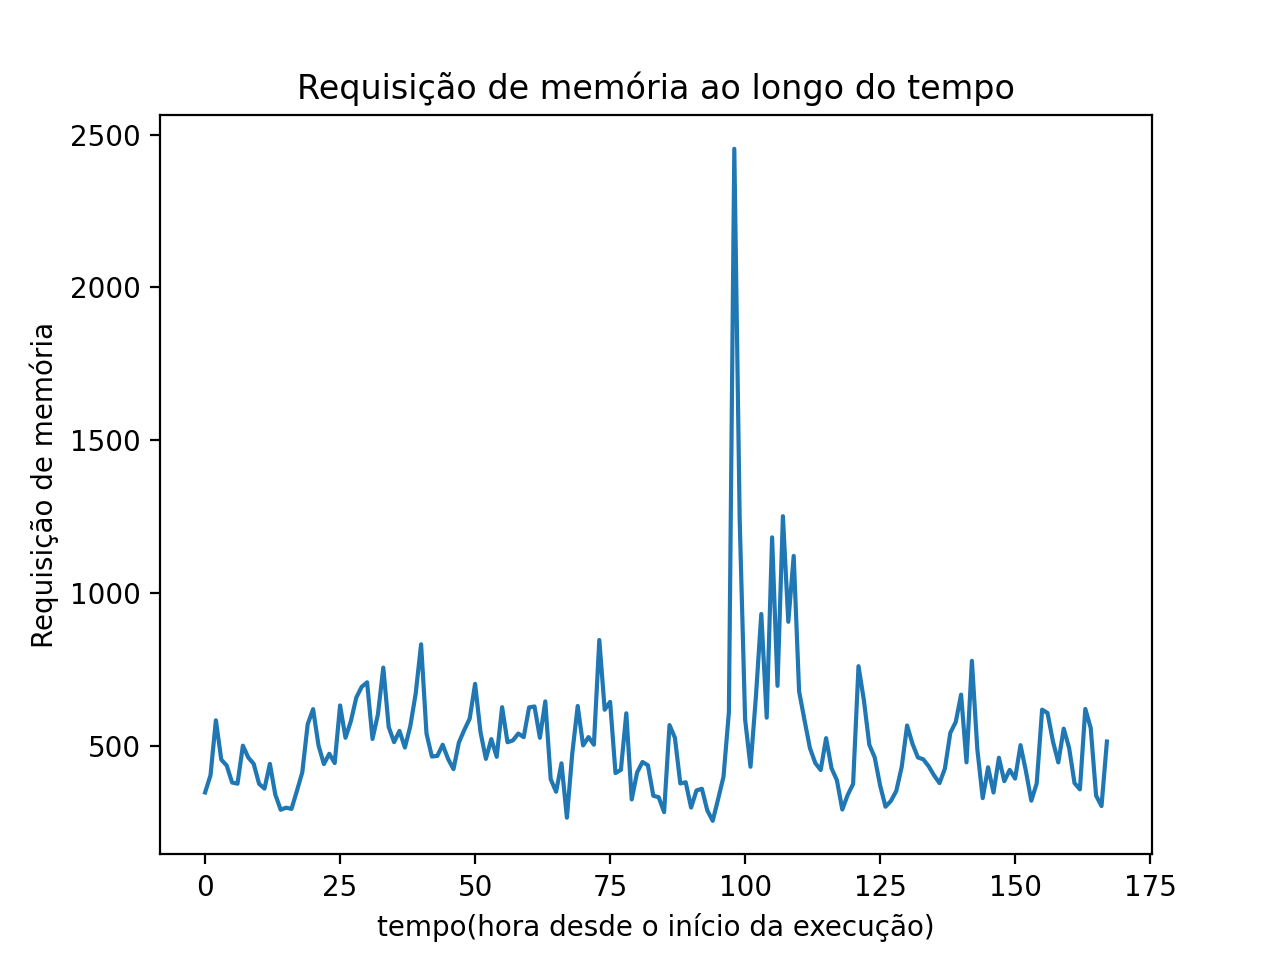 Requisição de memória ao longo do tempo
Requisição de memória
2500
2000
1500
1000
500
0 25 50 75 100 125 150 175
tempo(hora desde o início da execução)